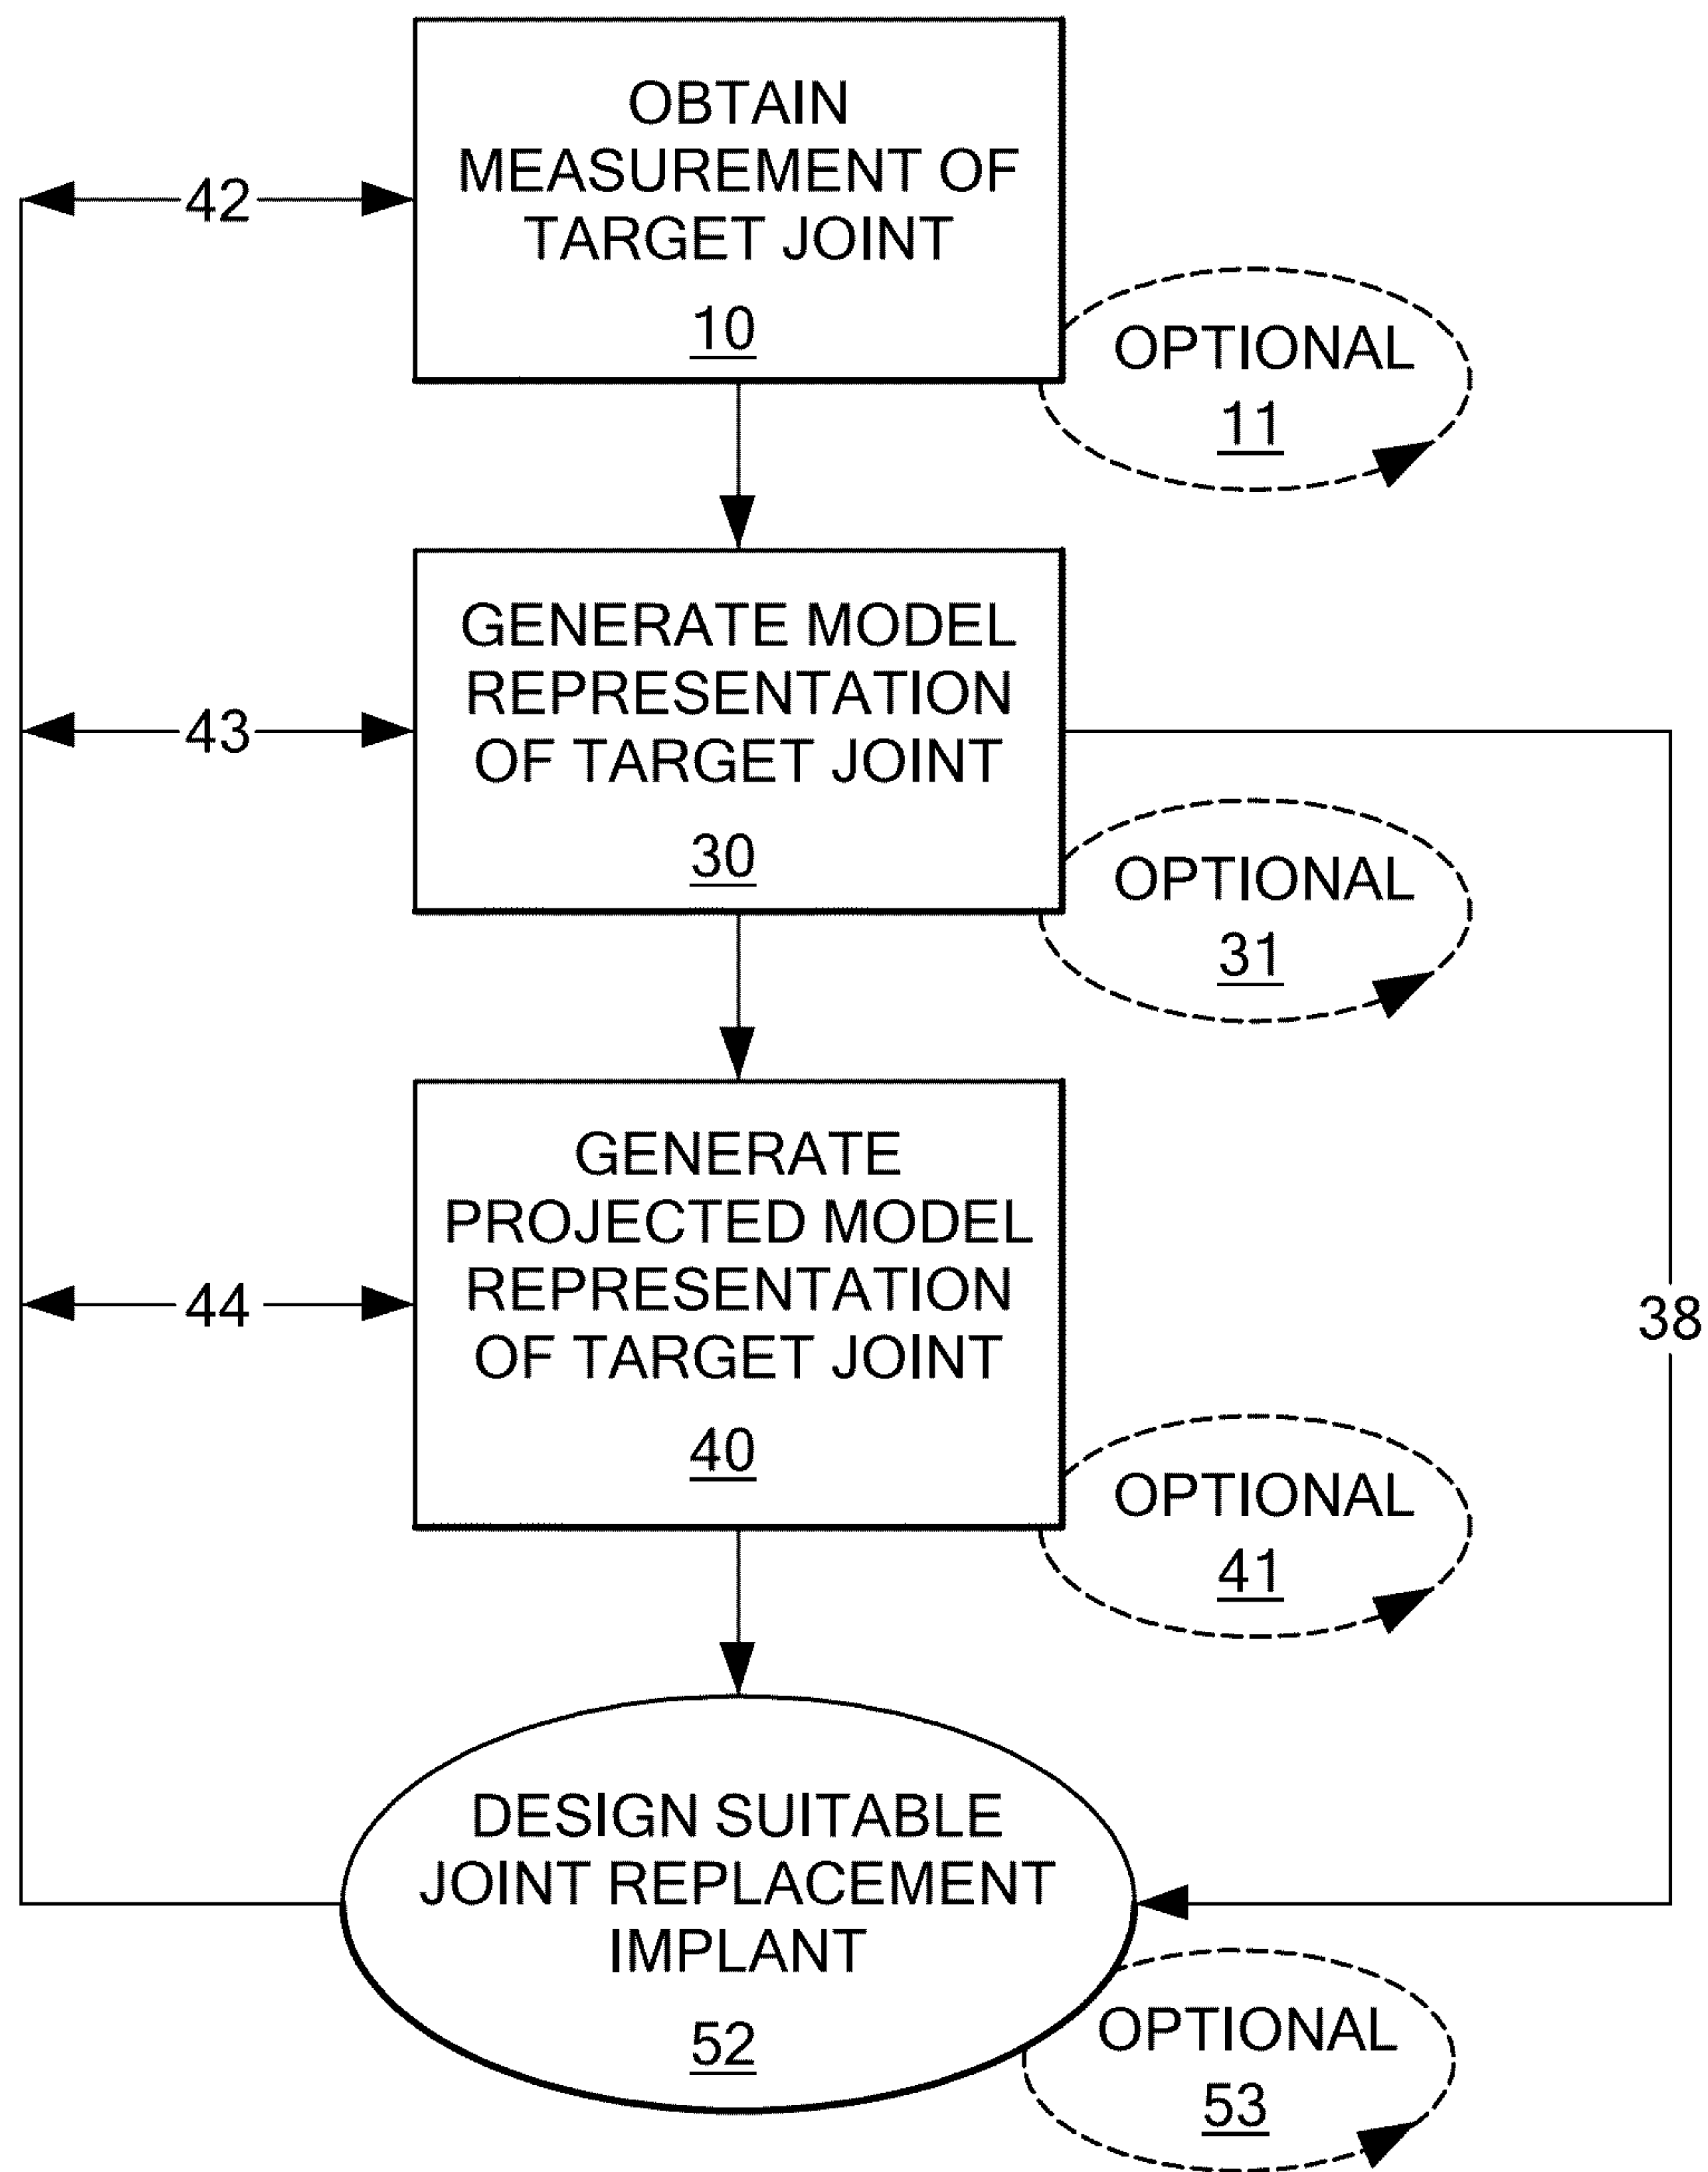 OBTAIN
MEASUREMENT OF
TARGET JOINT
10
42
OPTIONAL
11
GENERATE MODEL
REPRESENTATION
OF TARGET JOINT
30
43
OPTIONAL
31
GENERATE
PROJECTED MODEL
REPRESENTATION
OF TARGET JOINT
40
44
38
OPTIONAL
41
DESIGN SUITABLE
JOINT REPLACEMENT
IMPLANT
52
OPTIONAL
53